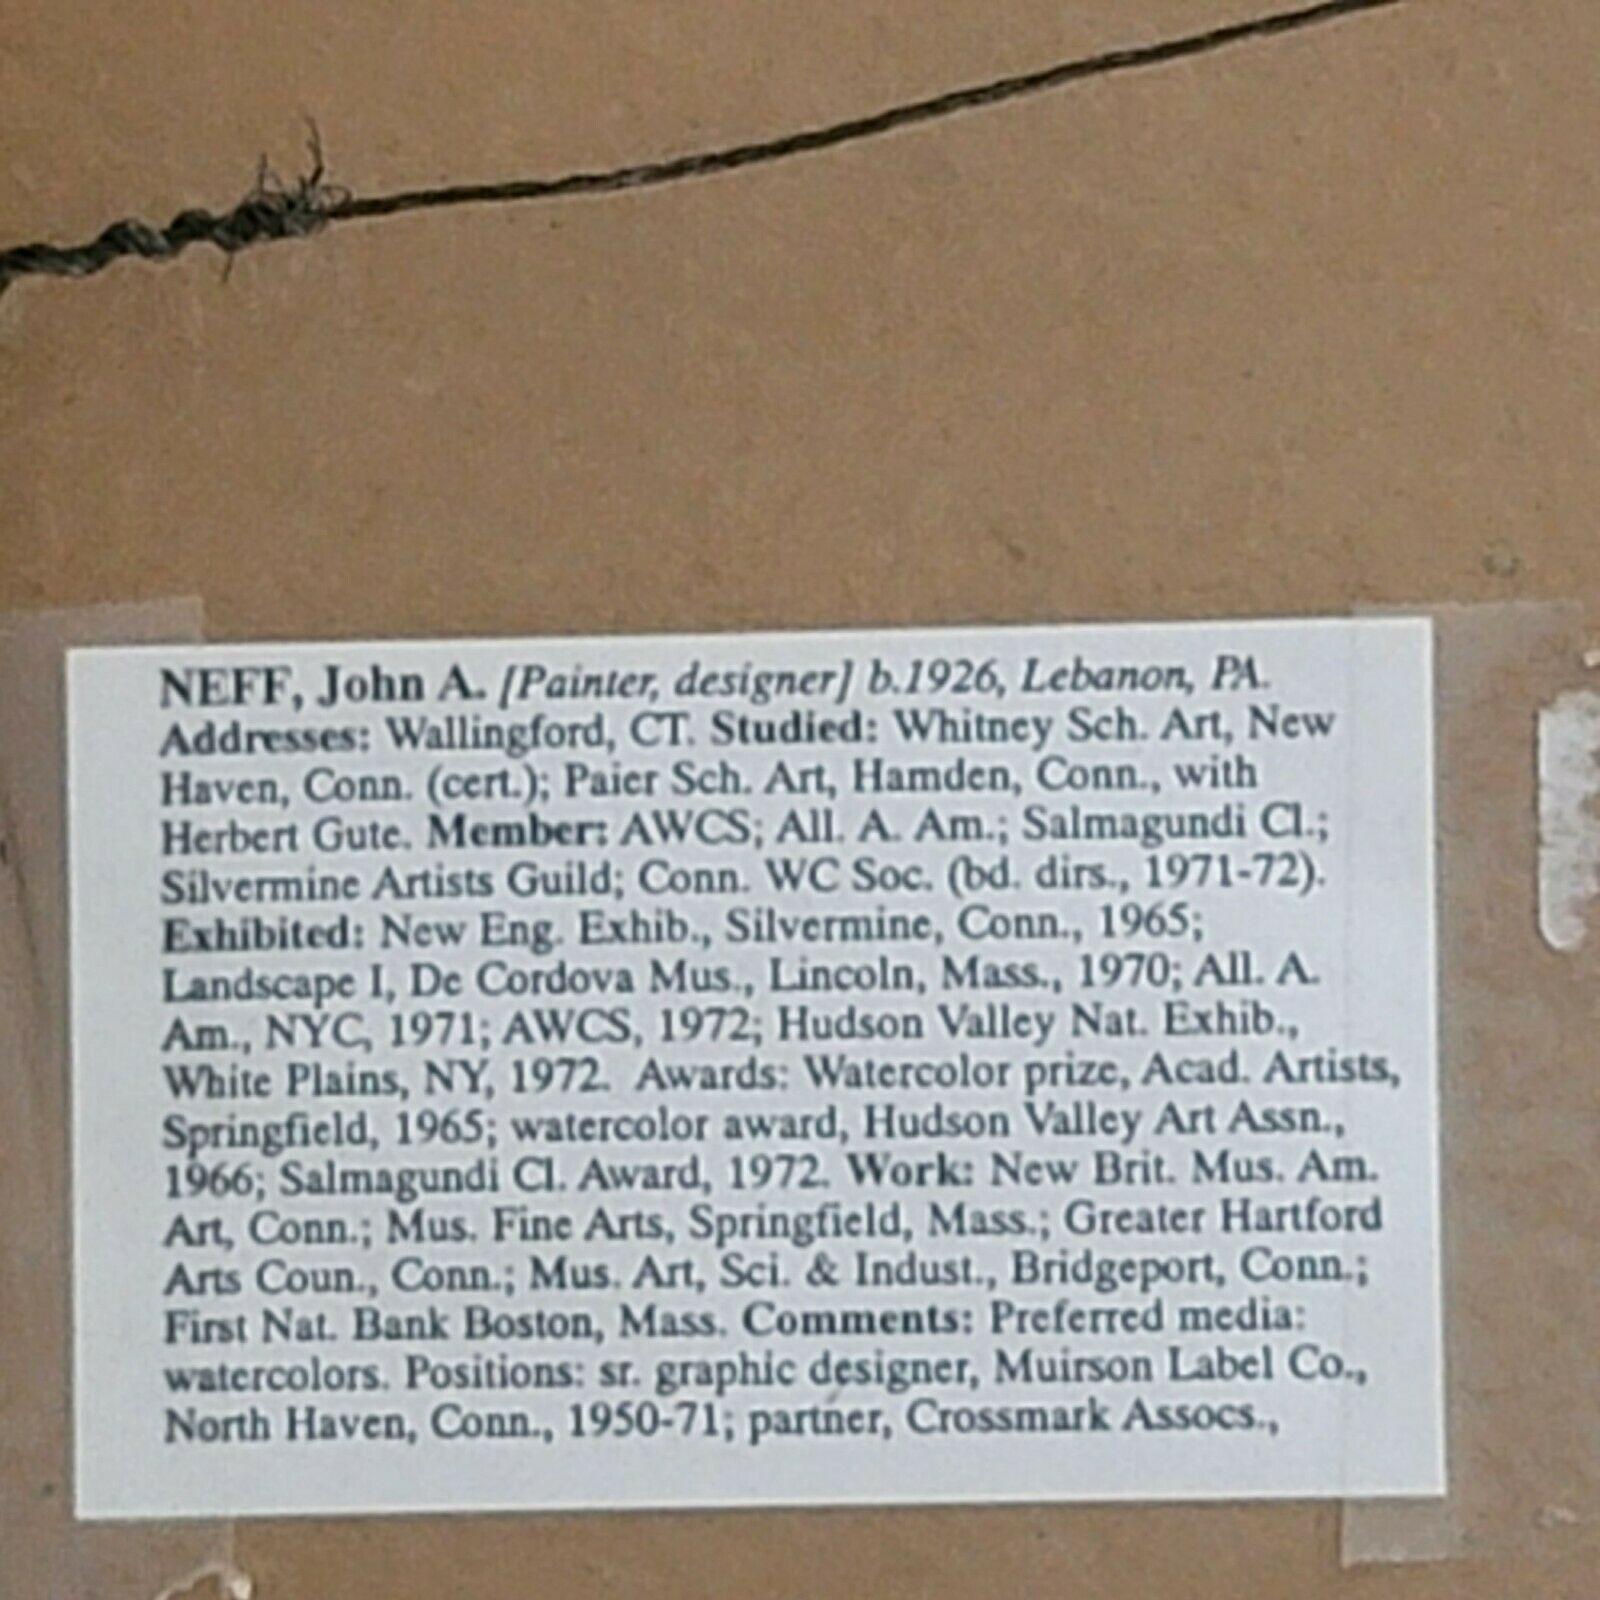 NEFF, John A. [Painter, designer] b.1926, Lebanon, PA.
Addresses: Wallingford, CT. Studied: Whitney Sch. Art, New
Haven, Conn. (cert.); Paier Sch. Art, Hamden, Conn., with
Herbert Gute. Member: AWCS; All. A. Am.; Salmagundi Cl.;
Silvermine Artists Guild; Conn. WC Soc. (bd. dirs., 1971-72).
Exhibited: New Eng. Exhib., Silvermine, Conn., 1965;
Landscape I, De Cordova Mus., Lincoln, Mass., 1970; All. A.
Am., NYC, 1971; AWCS, 1972; Hudson Valley Nat. Exhib.,
White Plains, NY, 1972. Awards: Watercolor prize, Acad. Artists,
Springfield, 1965; watercolor award, Hudson Valley Art Assn.,
1966; Salmagundi Cl. Award, 1972. Work: New Brit. Mus. Am.
Art, Conn.; Mus. Fine Arts, Springfield, Mass.; Greater Hartford
Arts Coun., Conn.; Mus. Art, Sci. & Indust., Bridgeport, Conn.;
First Nat. Bank Boston, Mass. Comments: Preferred media:
watercolors. Positions: sr. graphic designer, Muirson Label Co.,
North Haven, Conn., 1950-71; partner, Crossmark Assocs.,